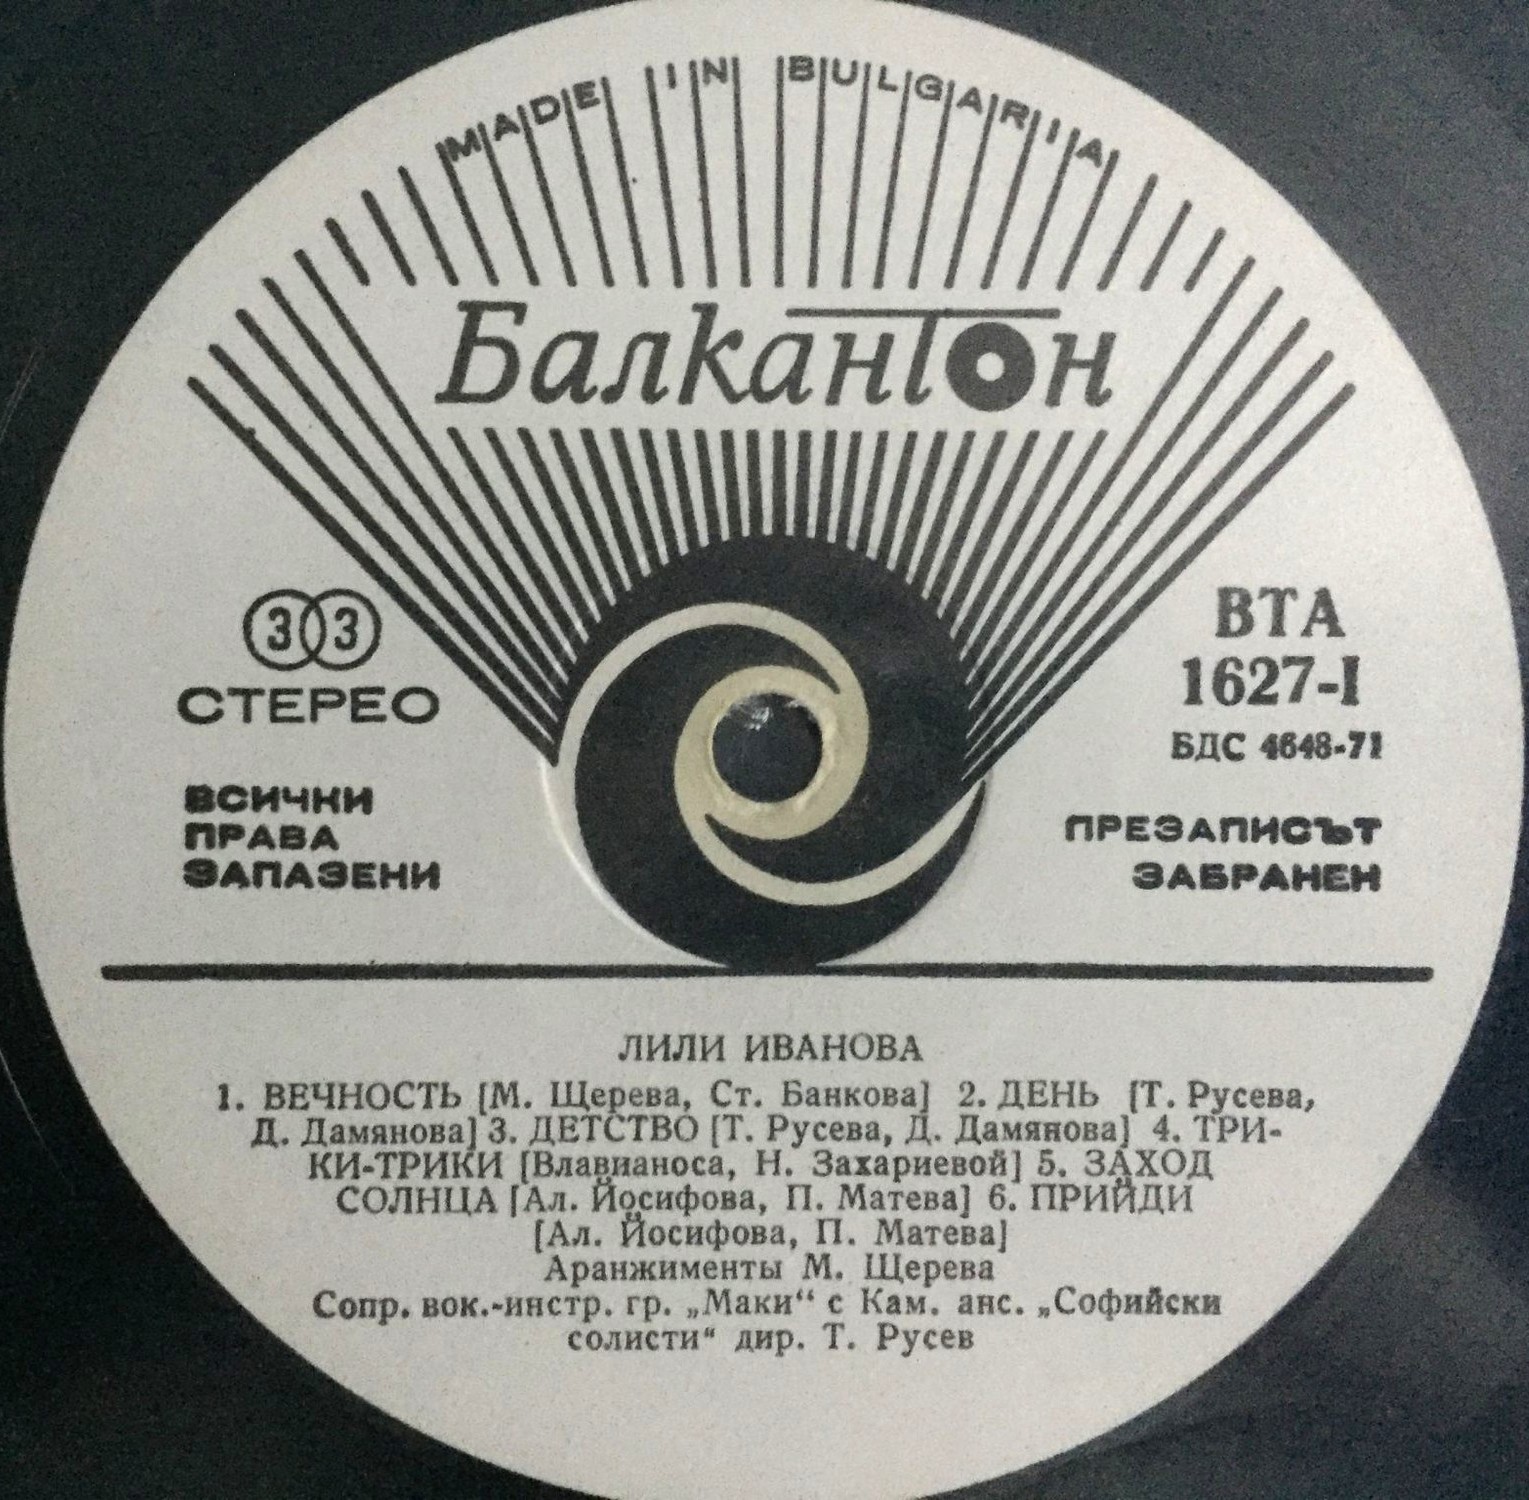 MADE IN BULGARIA
Балкантон
33
СТЕРЕО
ВСИЧКИ
ПРАВА
ЗАПАЗЕНИ
ВТА
1627-I
БДС 4648-71
ПРЕЗАПИСЪТ
ЗАБРАНЕН
ЛИЛИ ИВАНОВА
1. ВЕЧНОСТЬ [М. Щерева, Ст. Банкова] 2. ДЕНЬ [Т. Русева,
Д. Дамянова] 3. ДЕТСТВО [Т. Русева, Д. Дамянова] 4. ТРИ-
КИ-ТРИКИ [Влавианоса, Н. Захариевой] 5. ЗАХОД
СОЛНЦА [Ал. Йосифова, П. Матева] 6. ПРИЙДИ
[Ал. Йосифова, П. Матева]
Аранжименты М. Щерева
Сопр. вок.-инстр. гр. „Маки“ с Кам. анс. „Софийски
солисти" дир. Т. Русев